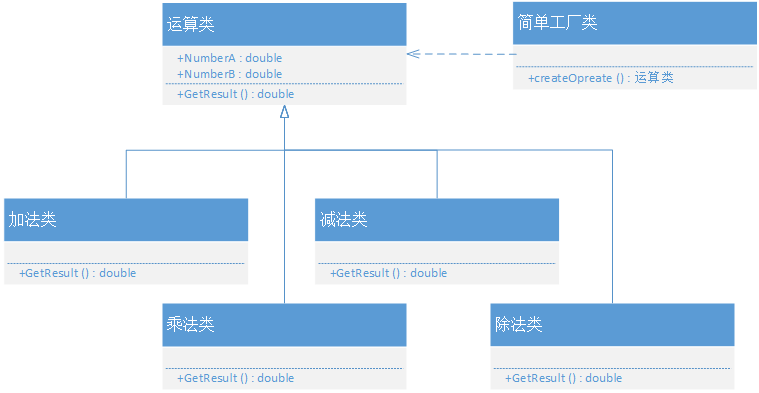 运算类
+NumberA : double
+NumberB : double
+GetResult () : double
简单工厂类
+createOpreate () : 运算类
加法类
+GetResult () : double
减法类
+GetResult () : double
乘法类
+GetResult () : double
除法类
+GetResult () : double